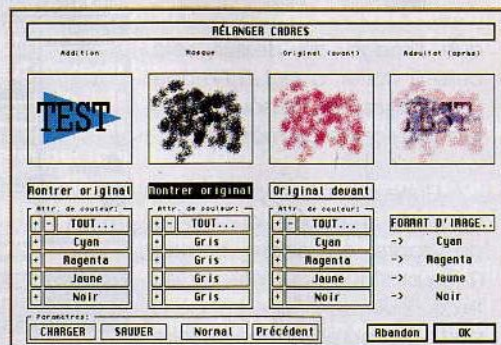 MÉLANGER CADRES
Addition Masque Original (avant) Résultat (après)
TEST TEST
Montrer original Montrer original Original devant
Attr. de couleur: Attr. de couleur: Attr. de couleur:
+ - TOUT... + - TOUT... + - TOUT... FORMAT D'IMAGE..
+ Cyan + Gris + Cyan -> Cyan
+ Magenta + Gris + Magenta -> Magenta
+ Jaune + Gris + Jaune -> Jaune
+ Noir + Gris + Noir -> Noir
Paramètres:
CHARGER SAUVER Normal Précédent Abandon OK